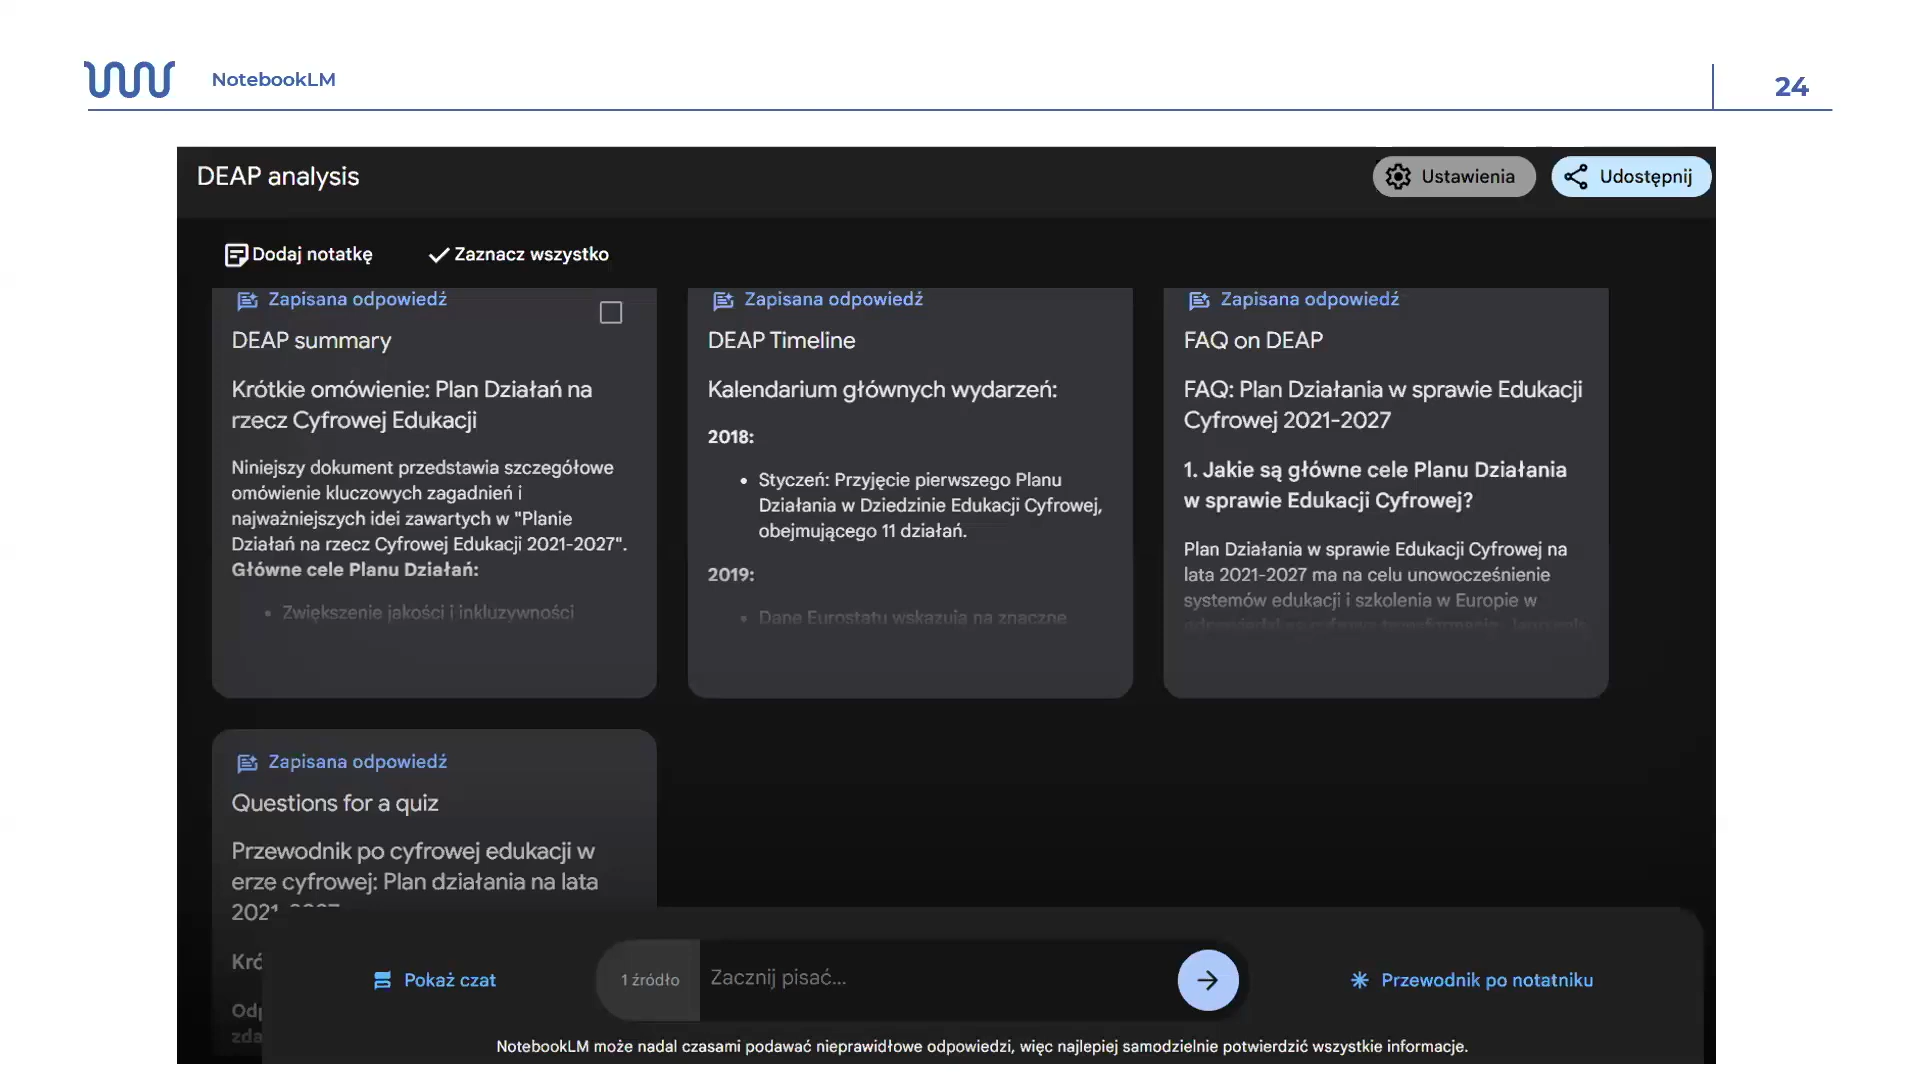 NotebookLM
24
DEAP analysis
Ustawienia
Udostępnij
Dodaj notatkę
Zaznacz wszystko
Zapisana odpowiedź
DEAP summary
Krótkie omówienie: Plan Działań na
rzecz Cyfrowej Edukacji
Niniejszy dokument przedstawia szczegółowe
omówienie kluczowych zagadnień i
najważniejszych idei zawartych w "Planie
Działań na rzecz Cyfrowej Edukacji 2021-2027".
Główne cele Planu Działań:
• Zwiększenie jakości i inkluzywności
Zapisana odpowiedź
DEAP Timeline
Kalendarium głównych wydarzeń:
2018:
• Styczeń: Przyjęcie pierwszego Planu
Działania w Dziedzinie Edukacji Cyfrowej,
obejmującego 11 działań.
2019:
• Dane Eurostatu wskazują na znaczne
Zapisana odpowiedź
FAQ on DEAP
FAQ: Plan Działania w sprawie Edukacji
Cyfrowej 2021-2027
1. Jakie są główne cele Planu Działania
w sprawie Edukacji Cyfrowej?
Plan Działania w sprawie Edukacji Cyfrowej na
lata 2021-2027 ma na celu unowocześnienie
systemów edukacji i szkolenia w Europie w
Zapisana odpowiedź
Questions for a quiz
Przewodnik po cyfrowej edukacji w
erze cyfrowej: Plan działania na lata
Pokaż czat
1 źródło
Zacznij pisać...
Przewodnik po notatniku
NotebookLM może nadal czasami podawać nieprawidłowe odpowiedzi, więc najlepiej samodzielnie potwierdzić wszystkie informacje.